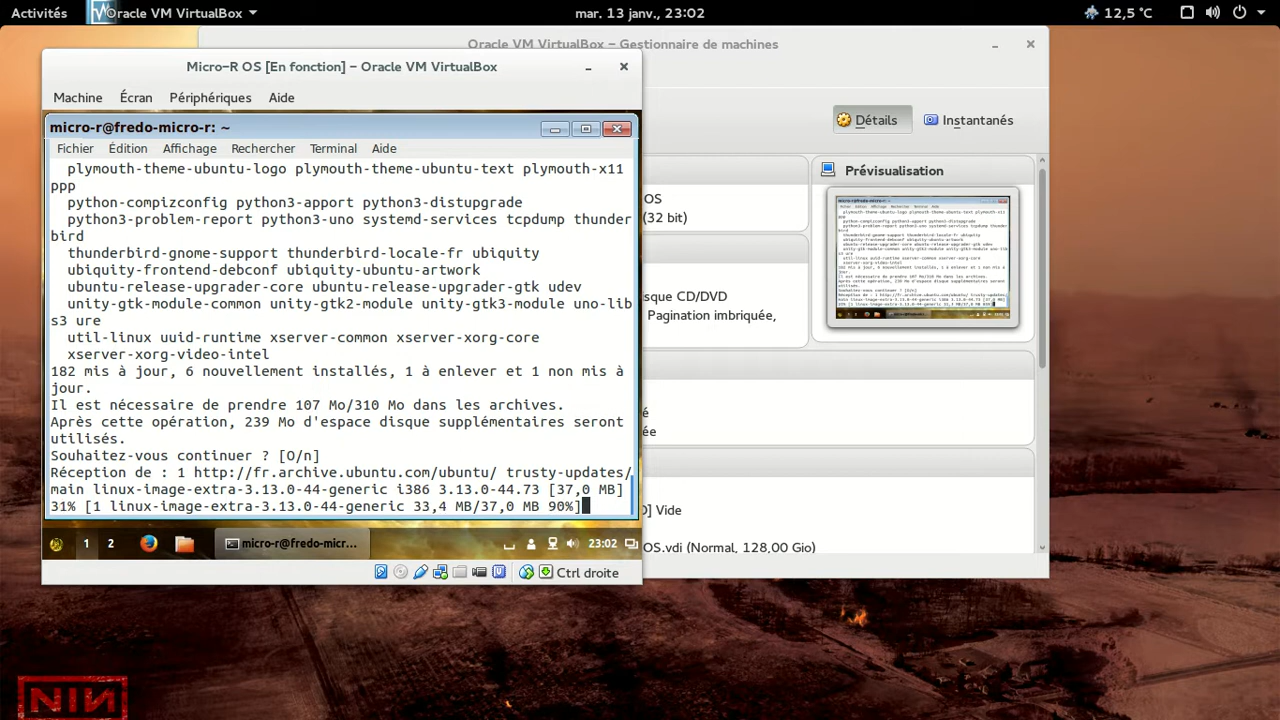 Activités
Oracle VM VirtualBox
mar. 13 janv., 23:02
12,5 °C
Oracle VM VirtualBox – Gestionnaire de machines
Micro-R OS [En fonction] – Oracle VM VirtualBox
Machine Écran Périphériques Aide
Détails
Instantanés
micro-r@fredo-micro-r: ~
Fichier Édition Affichage Rechercher Terminal Aide
plymouth-theme-ubuntu-logo plymouth-theme-ubuntu-text plymouth-x11
ppp
python-compizconfig python3-apport python3-distupgrade
python3-problem-report python3-uno systemd-services tcpdump thunder
bird
thunderbird-gnome-support thunderbird-locale-fr ubiquity
ubiquity-frontend-debconf ubiquity-ubuntu-artwork
ubuntu-release-upgrader-core ubuntu-release-upgrader-gtk udev
unity-gtk-module-common unity-gtk2-module unity-gtk3-module uno-lib
s3 ure
util-linux uuid-runtime xserver-common xserver-xorg-core
xserver-xorg-video-intel
182 mis à jour, 6 nouvellement installés, 1 à enlever et 1 non mis à
jour.
Il est nécessaire de prendre 107 Mo/310 Mo dans les archives.
Après cette opération, 239 Mo d'espace disque supplémentaires seront
utilisés.
Souhaitez-vous continuer ? [O/n]
Réception de : 1 http://fr.archive.ubuntu.com/ubuntu/ trusty-updates/
main linux-image-extra-3.13.0-44-generic i386 3.13.0-44.73 [37,0 MB]
31% [1 linux-image-extra-3.13.0-44-generic 33,4 MB/37,0 MB 90%]
1 2
micro-r@fredo-micr...
23:02
Ctrl droite
OS
(32 bit)
sque CD/DVD
Pagination imbriquée,
Prévisualisation
é
ée
D] Vide
OS.vdi (Normal, 128,00 Gio)
NIN